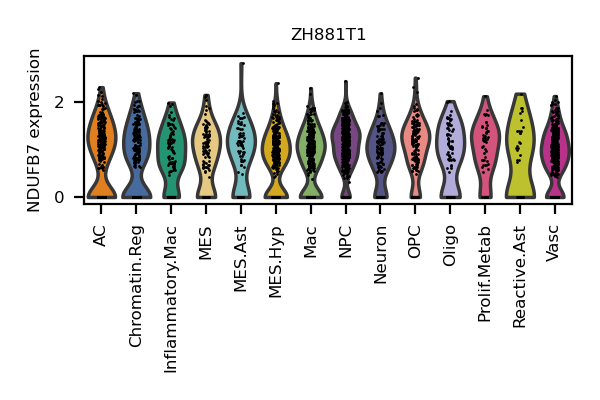 ZH881T1
NDUFB7 expression
2
0
AC
Chromatin.Reg
Inflammatory.Mac
MES
MES.Ast
MES.Hyp
Mac
NPC
Neuron
OPC
Oligo
Prolif.Metab
Reactive.Ast
Vasc